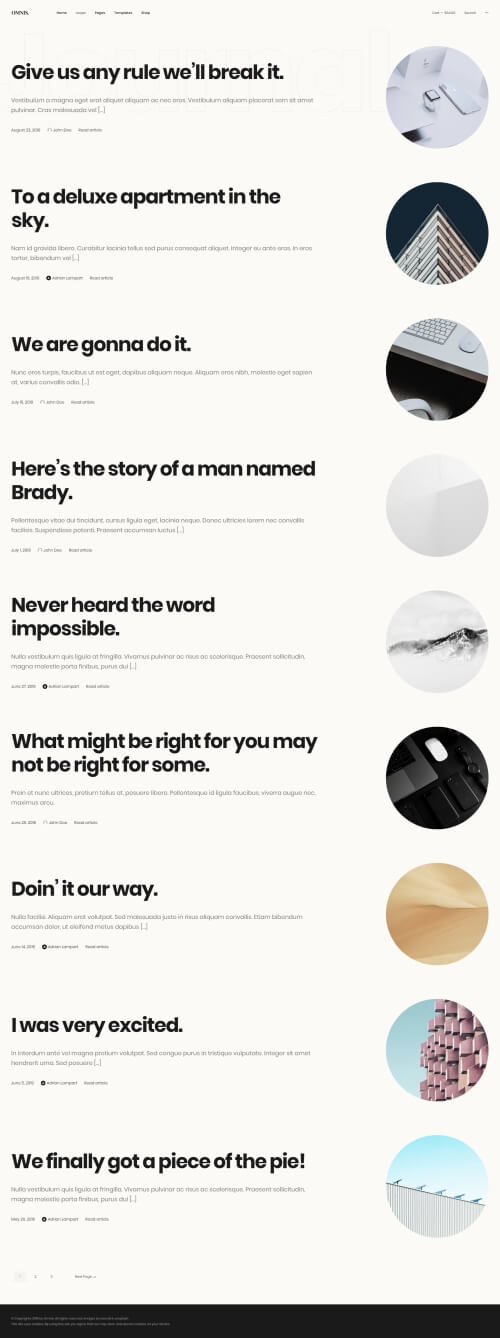 OMNIS.
Home
Pages
Templates
Shop
Journal
Give us any rule we'll break it.
Vestibulum a magna eget erat aliquet aliquam ac nec eros. Vestibulum aliquam placerat sem sit amet
pulvinar. Cras malesuada vel [...]
August 23, 2018 John Doe Read article
To a deluxe apartment in the
sky.
Nam id gravida libero. Curabitur lacinia tellus sed purus consequat aliquet. Integer eu ante eros. In eros
tortor, bibendum vel [...]
August 15, 2018 Adrian Lampart Read article
We are gonna do it.
Nunc eros turpis, faucibus ut est eget, dapibus aliquam neque. Aliquam eros nibh, molestie eget sapien
at, varius convallis odio. [...]
July 15, 2018 John Doe Read article
Here's the story of a man named
Brady.
Pellentesque vitae dui tincidunt, cursus ligula eget, lacinia neque. Donec ultricies lorem nec convallis
facilisis. Suspendisse potenti. Praesent accumsan luctus [...]
July 1, 2018 John Doe Read article
Never heard the word
impossible.
Nulla vestibulum quis ligula at fringilla. Vivamus pulvinar ac risus ac scelerisque. Praesent sollicitudin,
magna molestie porta finibus, purus dui [...]
June 27, 2018 Adrian Lampart Read article
What might be right for you may
not be right for some.
Proin et nunc ultrices, pretium tellus at, posuere libero. Pellentesque id ligula faucibus, viverra augue nec,
maximus arcu.
June 26, 2018 John Doe Read article
Doin' it our way.
Nulla facilisi. Aliquam erat volutpat. Sed malesuada justo in risus aliquam convallis. Etiam bibendum
accumsan dolor, ut eleifend metus dapibus [...]
June 14, 2018 Adrian Lampart Read article
I was very excited.
In interdum ante vel magna pretium volutpat. Sed congue purus in tristique vulputate. Integer sit amet
hendrerit urna. Sed posuere [...]
June 11, 2018 Adrian Lampart Read article
We finally got a piece of the pie!
Nulla vestibulum quis ligula at fringilla. Vivamus pulvinar ac risus ac scelerisque. Praesent sollicitudin,
magna molestie porta finibus, purus dui [...]
May 29, 2018 Adrian Lampart Read article
1 2 3 Next Page →